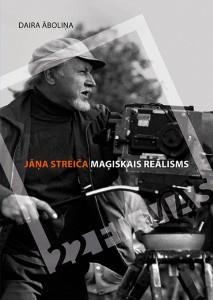 DAIRA ĀBOLIŅA
JĀŅA STREIČA MAĢISKAIS REĀLISMS